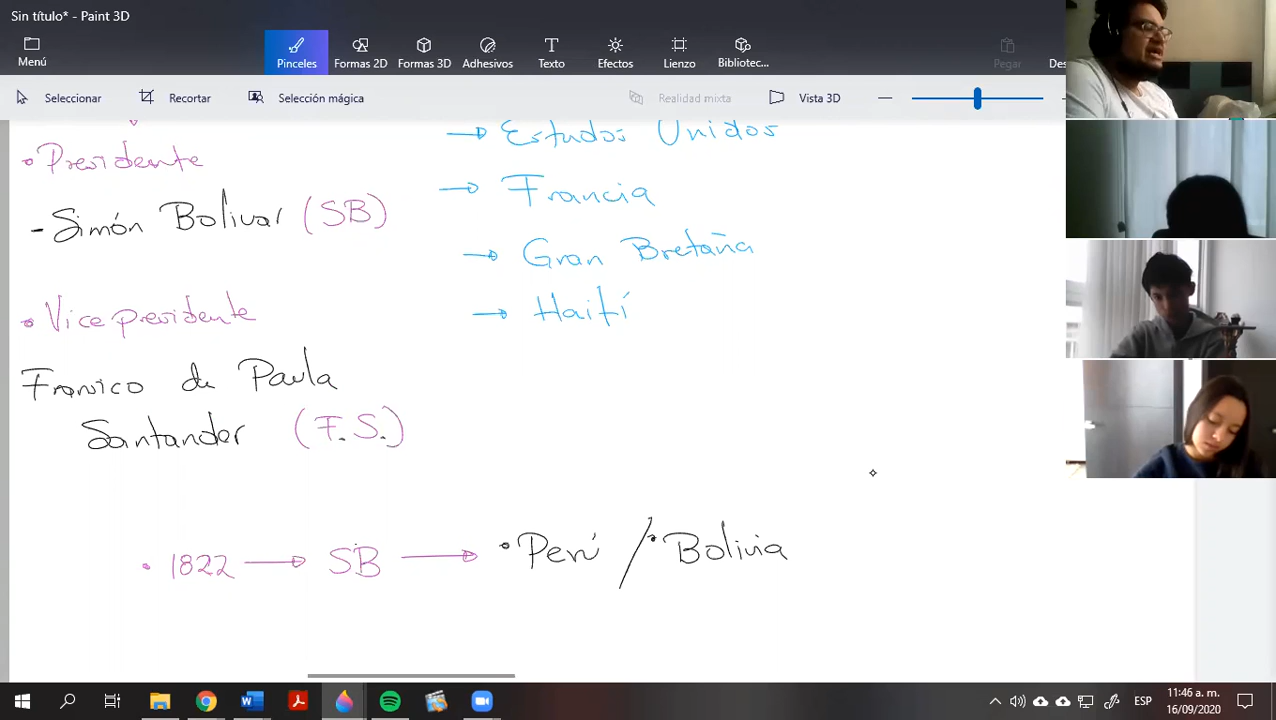 Sin título* - Paint 3D
Menú
Pinceles
Formas 2D
Formas 3D
Adhesivos
Texto
Efectos
Lienzo
Bibliotec...
Pegar
Des
Seleccionar
Recortar
Selección mágica
Realidad mixta
Vista 3D
• Presidente
- Simón Bolivar (SB)
• Vicepresidente
de Paula
Santander (F.S.)
→ Estudos Unidos
→ Francia
→ Gran Bretaña
→ Haití
• 1822 → SB → • Perú / • Bolivia
ESP
11:46 a. m.
16/09/2020